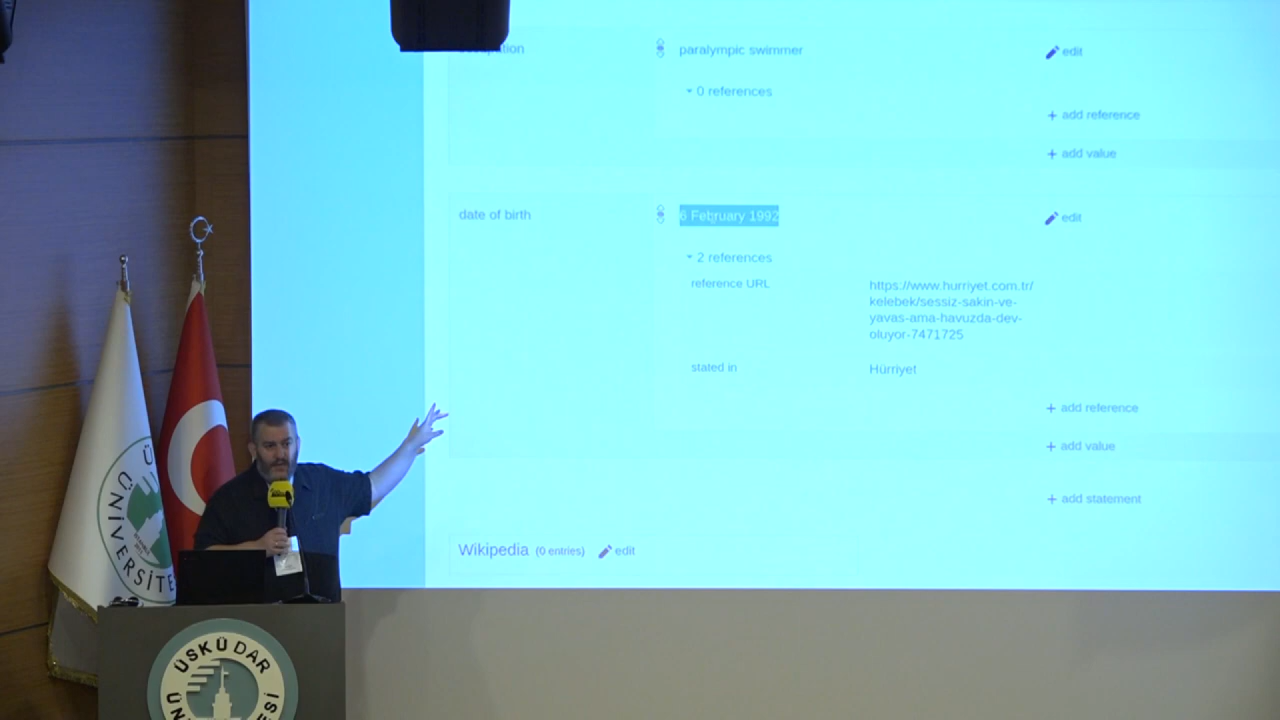 paralympic swimmer
edit
0 references
+ add reference
+ add value
date of birth
6 February 1992
edit
2 references
reference URL
https://www.hurriyet.com.tr/
kelebek/sessiz-sakin-ve-
yavas-ama-havuzda-dev-
oluyor-7471725
stated in
Hürriyet
+ add reference
+ add value
+ add statement
Wikipedia (0 entries)
edit
ÜNİVERSİTE
ÜSKÜDAR